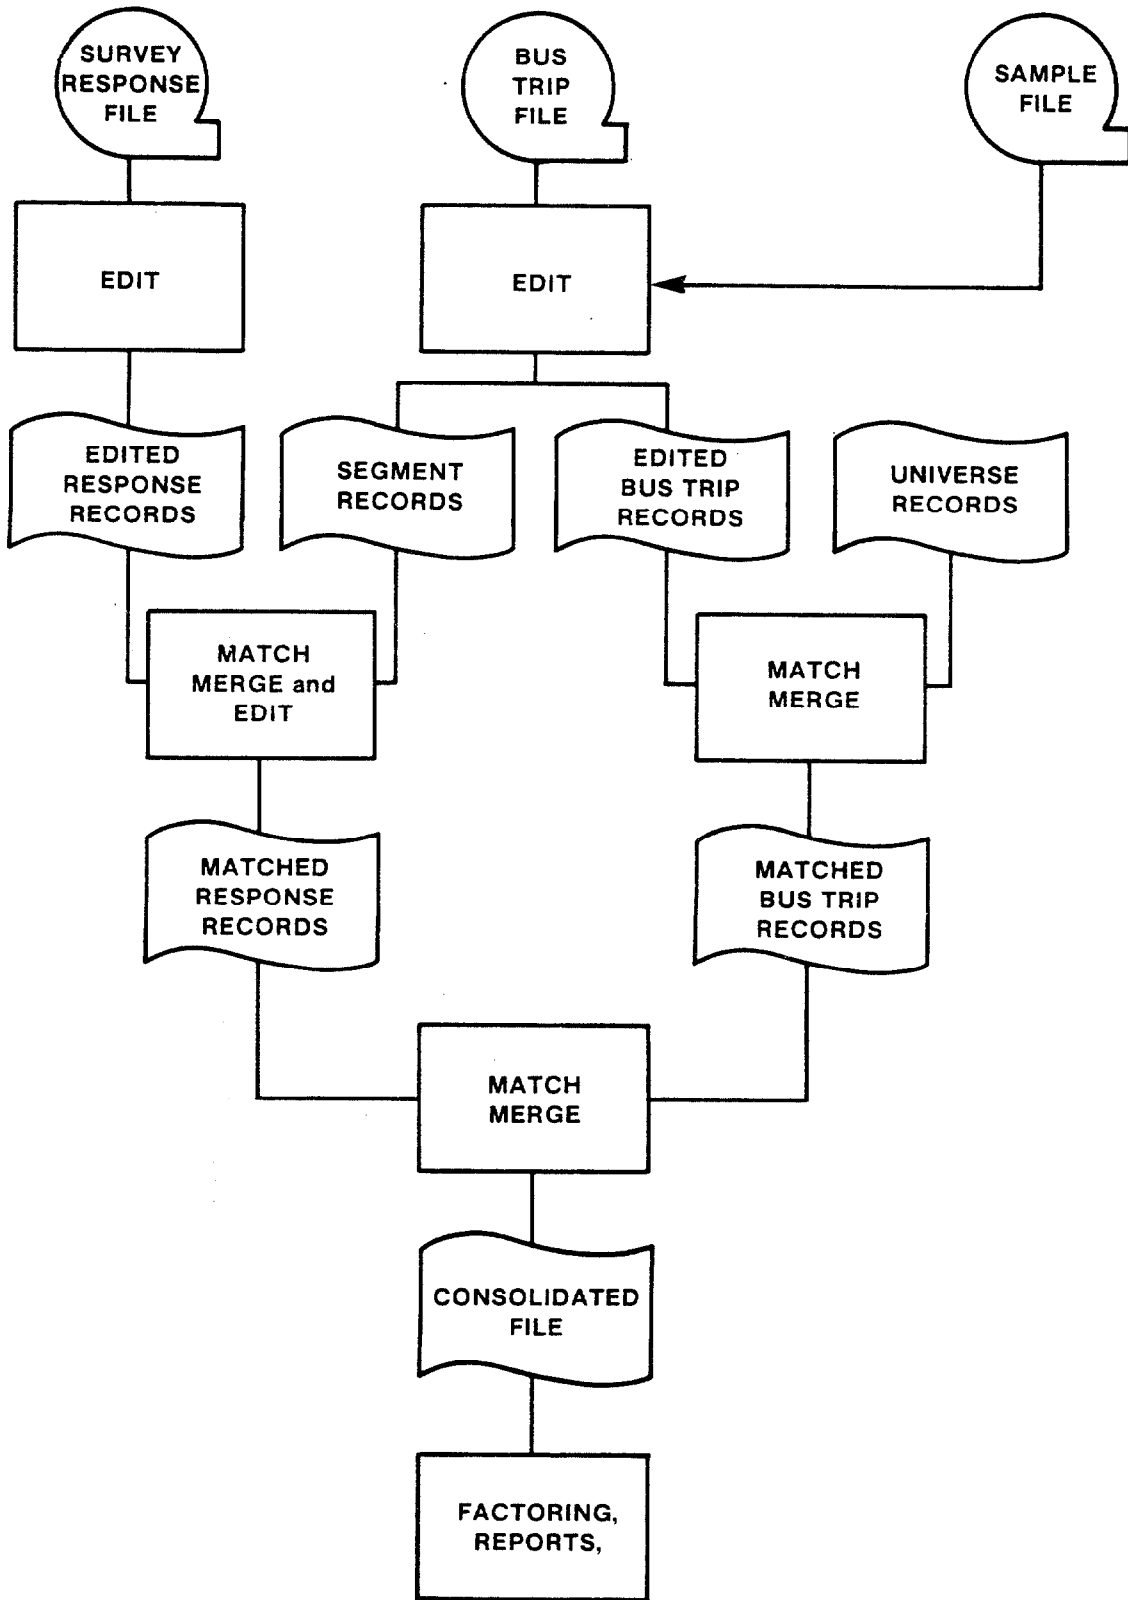 SURVEY
RESPONSE
FILE
BUS
TRIP
FILE
SAMPLE
FILE
EDIT
EDIT
EDITED
RESPONSE
RECORDS
SEGMENT
RECORDS
EDITED
BUS TRIP
RECORDS
UNIVERSE
RECORDS
MATCH
MERGE and
EDIT
MATCH
MERGE
MATCHED
RESPONSE
RECORDS
MATCHED
BUS TRIP
RECORDS
MATCH
MERGE
CONSOLIDATED
FILE
FACTORING,
REPORTS,